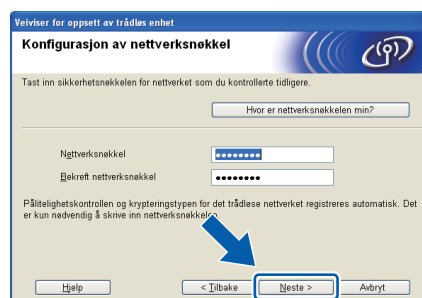 Veiviser for oppsett av trådløs enhet
Konfigurasjon av nettverksnøkkel
Tast inn sikkerhetsnøkkelen for nettverket som du kontrollerte tidligere.
Hvor er nettverksnøkkelen min?
Nettverksnøkkel
Bekreft nettverksnøkkel
Pålitelighetskontrollen og krypteringstypen for det trådløse nettverket registreres automatisk. Det
er kun nødvendig å skrive inn nettverksnøkkelen.
Hjelp
< Tilbake
Neste >
Avbryt